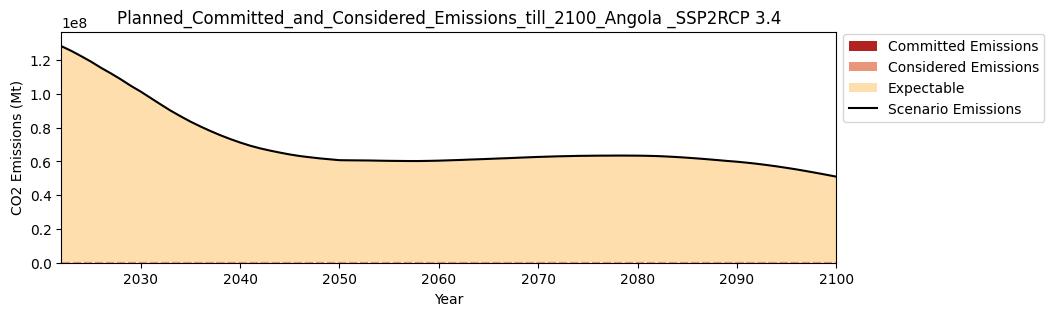 Planned_Committed_and_Considered_Emissions_till_2100_Angola _SSP2RCP 3.4
1e8
1.2
1.0
0.8
0.6
0.4
0.2
0.0
CO2 Emissions (Mt)
2030 2040 2050 2060 2070 2080 2090 2100
Year
Committed Emissions
Considered Emissions
Expectable
Scenario Emissions